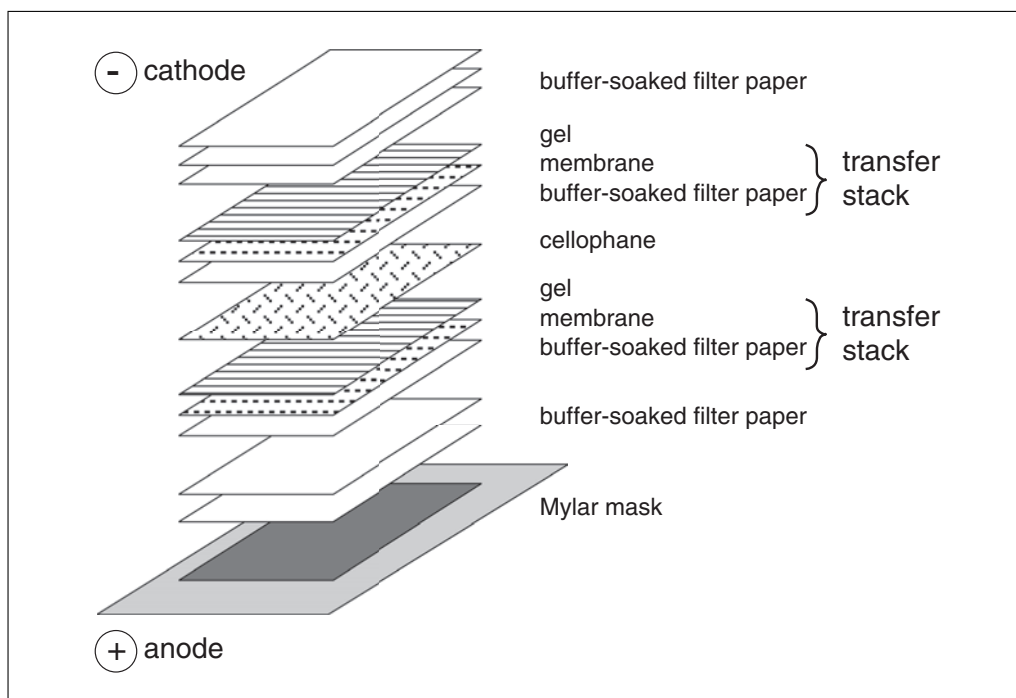 - cathode
buffer-soaked filter paper
gel
membrane
buffer-soaked filter paper
transfer
stack
cellophane
gel
membrane
buffer-soaked filter paper
transfer
stack
buffer-soaked filter paper
Mylar mask
+ anode